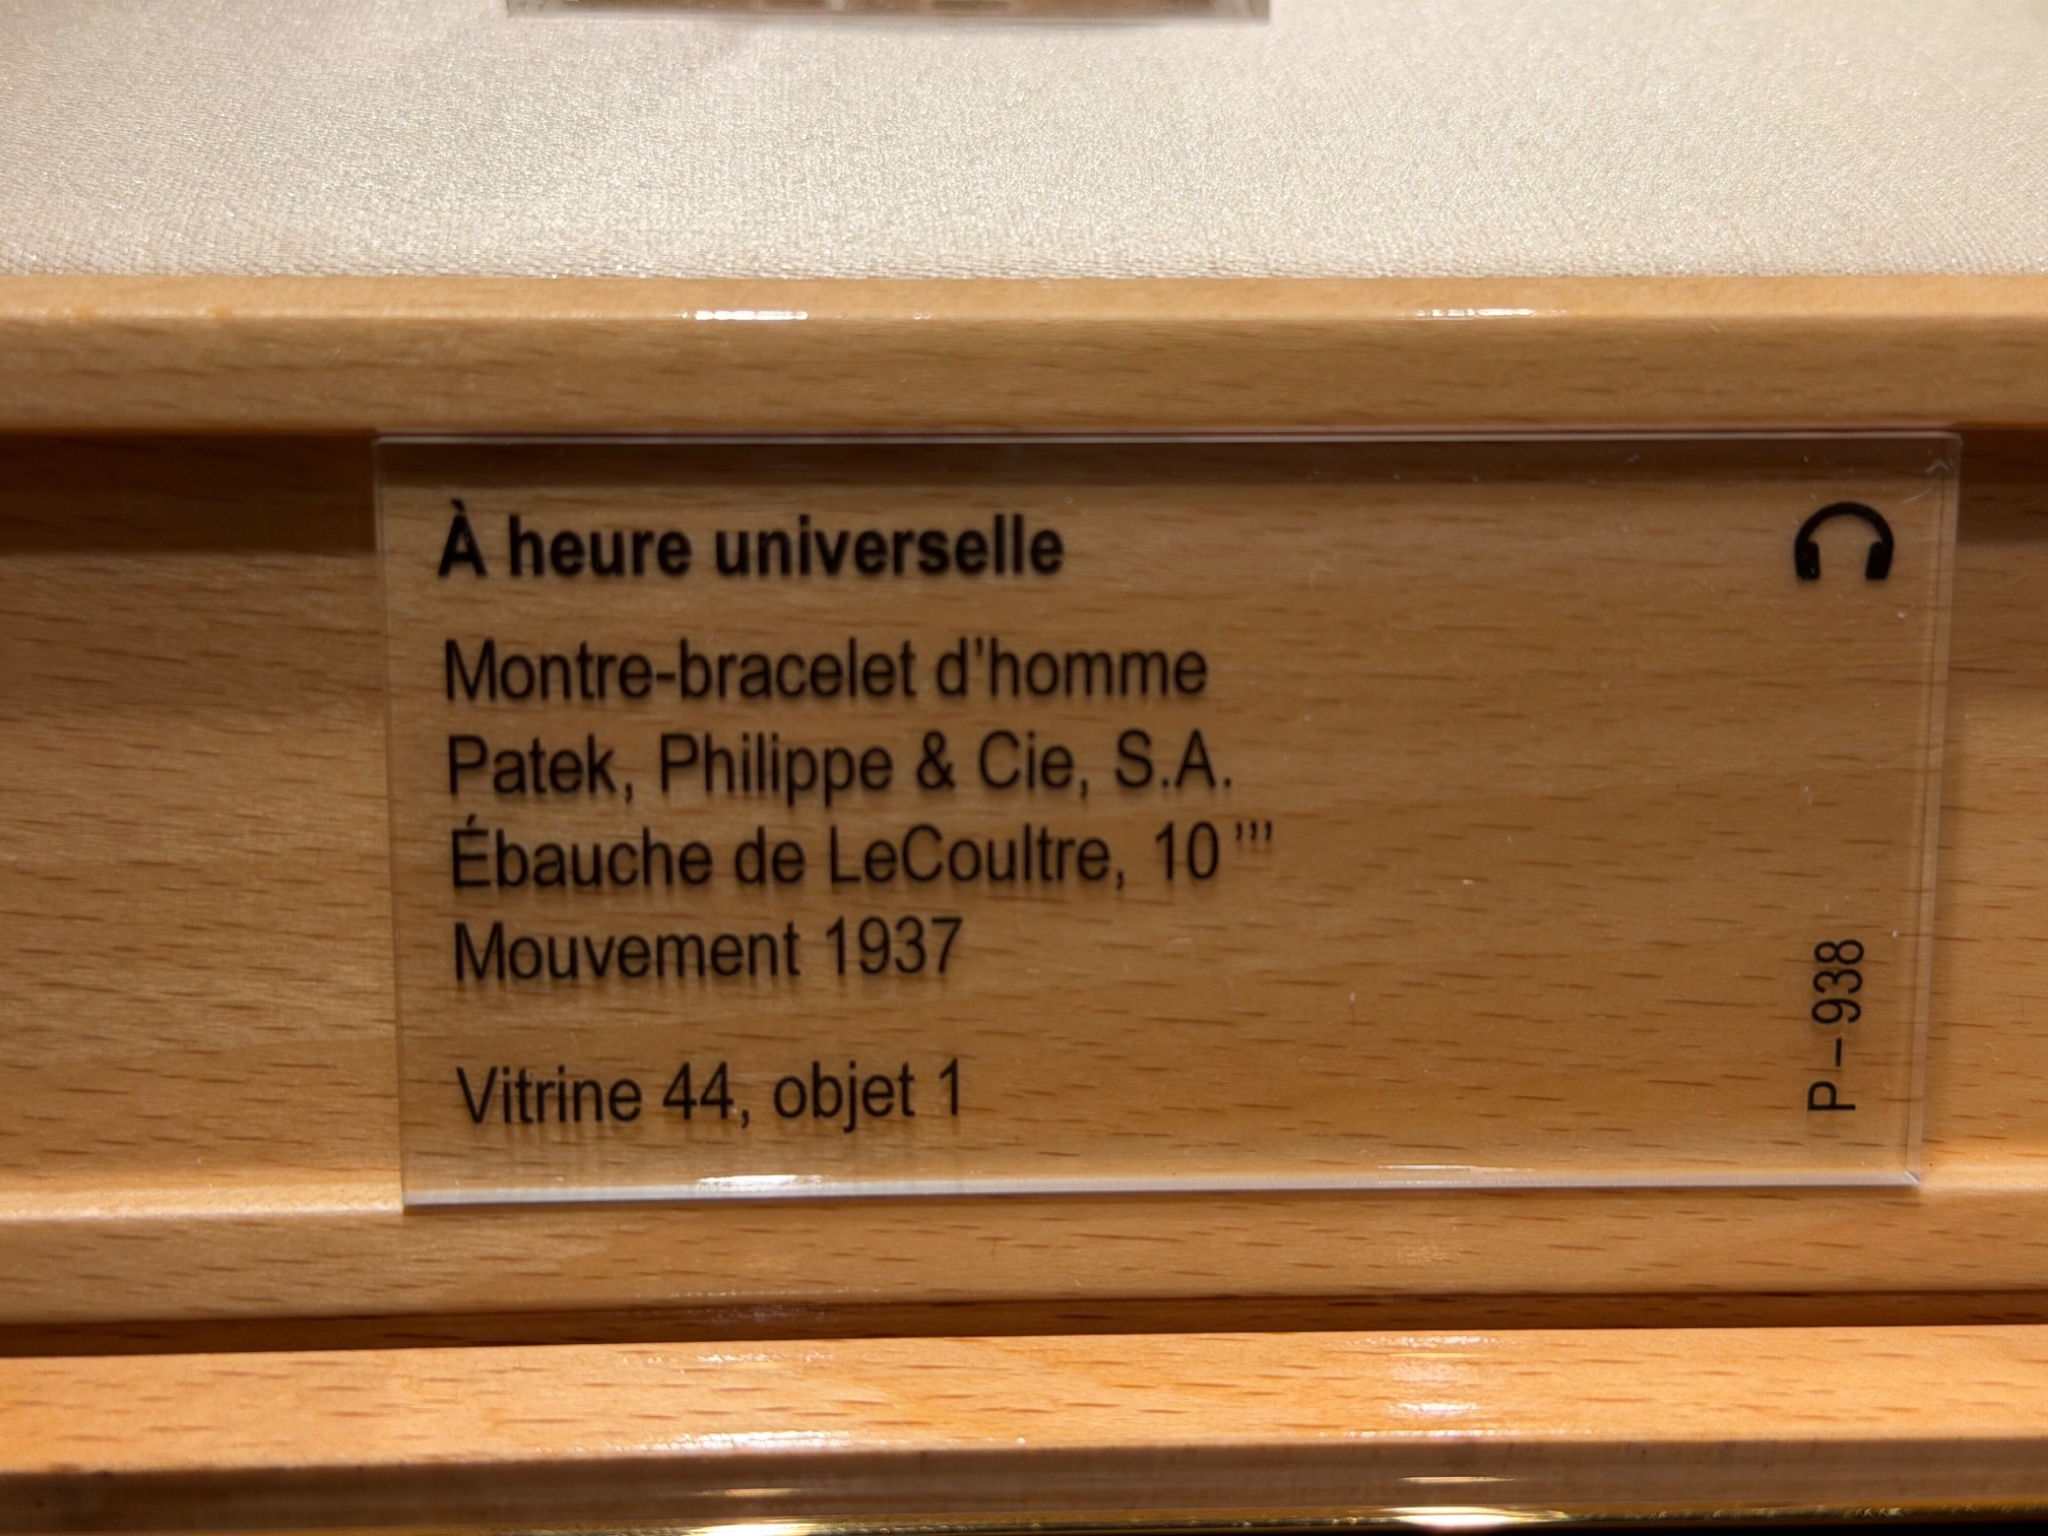 À heure universelle
Montre-bracelet d’homme
Patek, Philippe & Cie, S.A.
Ébauche de LeCoultre, 10 ’’’
Mouvement 1937
Vitrine 44, objet 1
P – 938